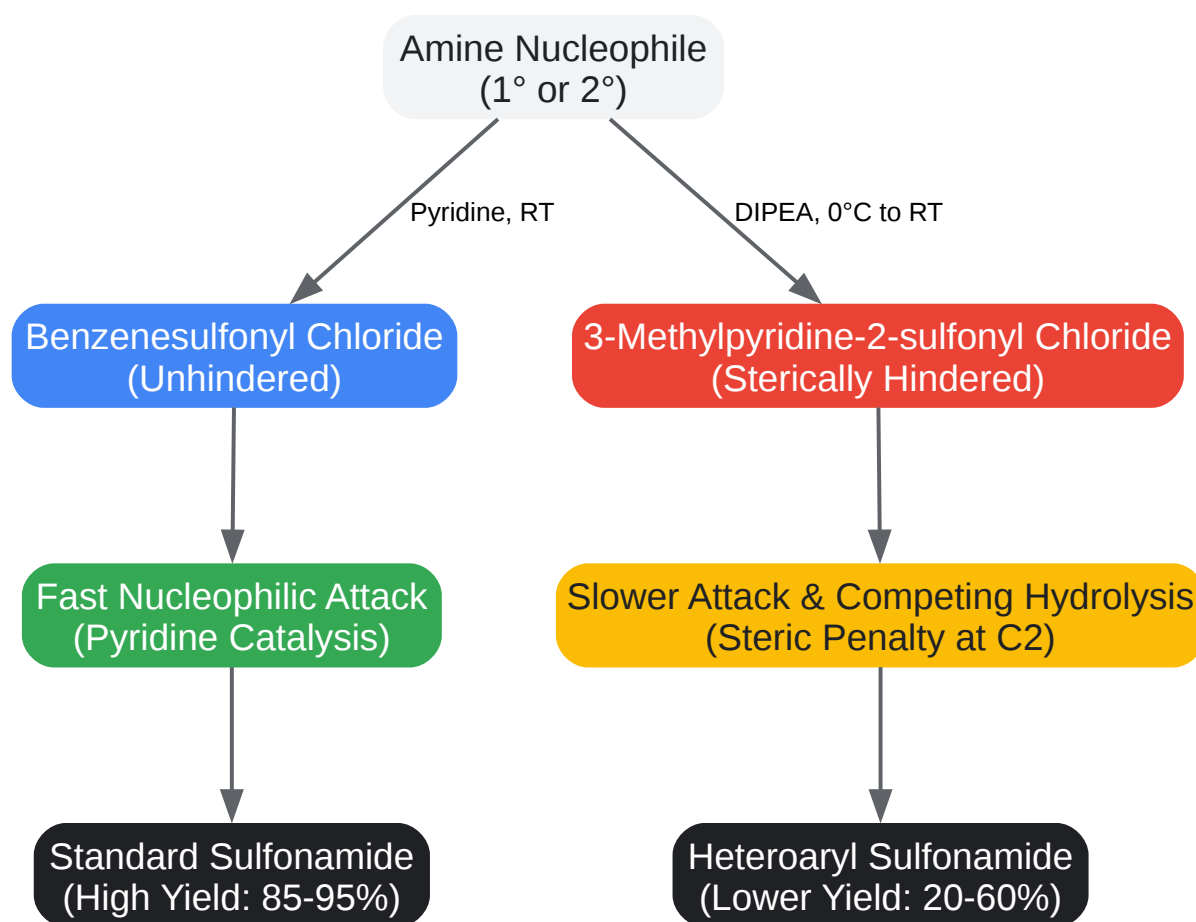 Amine Nucleophile
(1° or 2°)
Pyridine, RT
DIPEA, 0°C to RT
Benzenesulfonyl Chloride
(Unhindered)
3-Methylpyridine-2-sulfonyl Chloride
(Sterically Hindered)
Fast Nucleophilic Attack
(Pyridine Catalysis)
Slower Attack & Competing Hydrolysis
(Steric Penalty at C2)
Standard Sulfonamide
(High Yield: 85-95%)
Heteroaryl Sulfonamide
(Lower Yield: 20-60%)